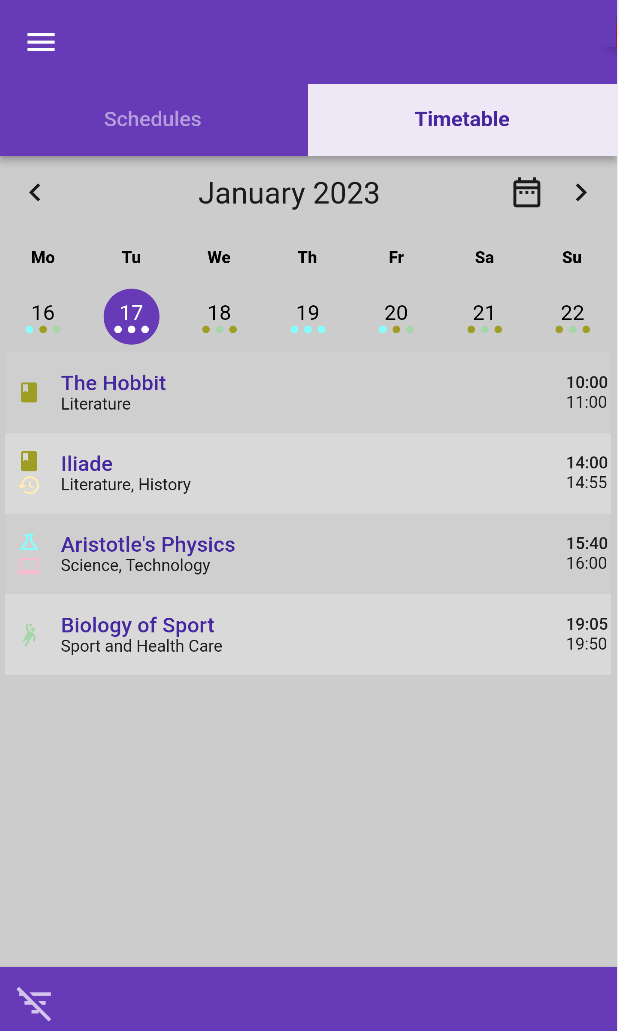 Schedules Timetable
January 2023
Mo Tu We Th Fr Sa Su
16 17 18 19 20 21 22
The Hobbit 10:00
Literature 11:00
Iliade 14:00
Literature, History 14:55
Aristotle's Physics 15:40
Science, Technology 16:00
Biology of Sport 19:05
Sport and Health Care 19:50